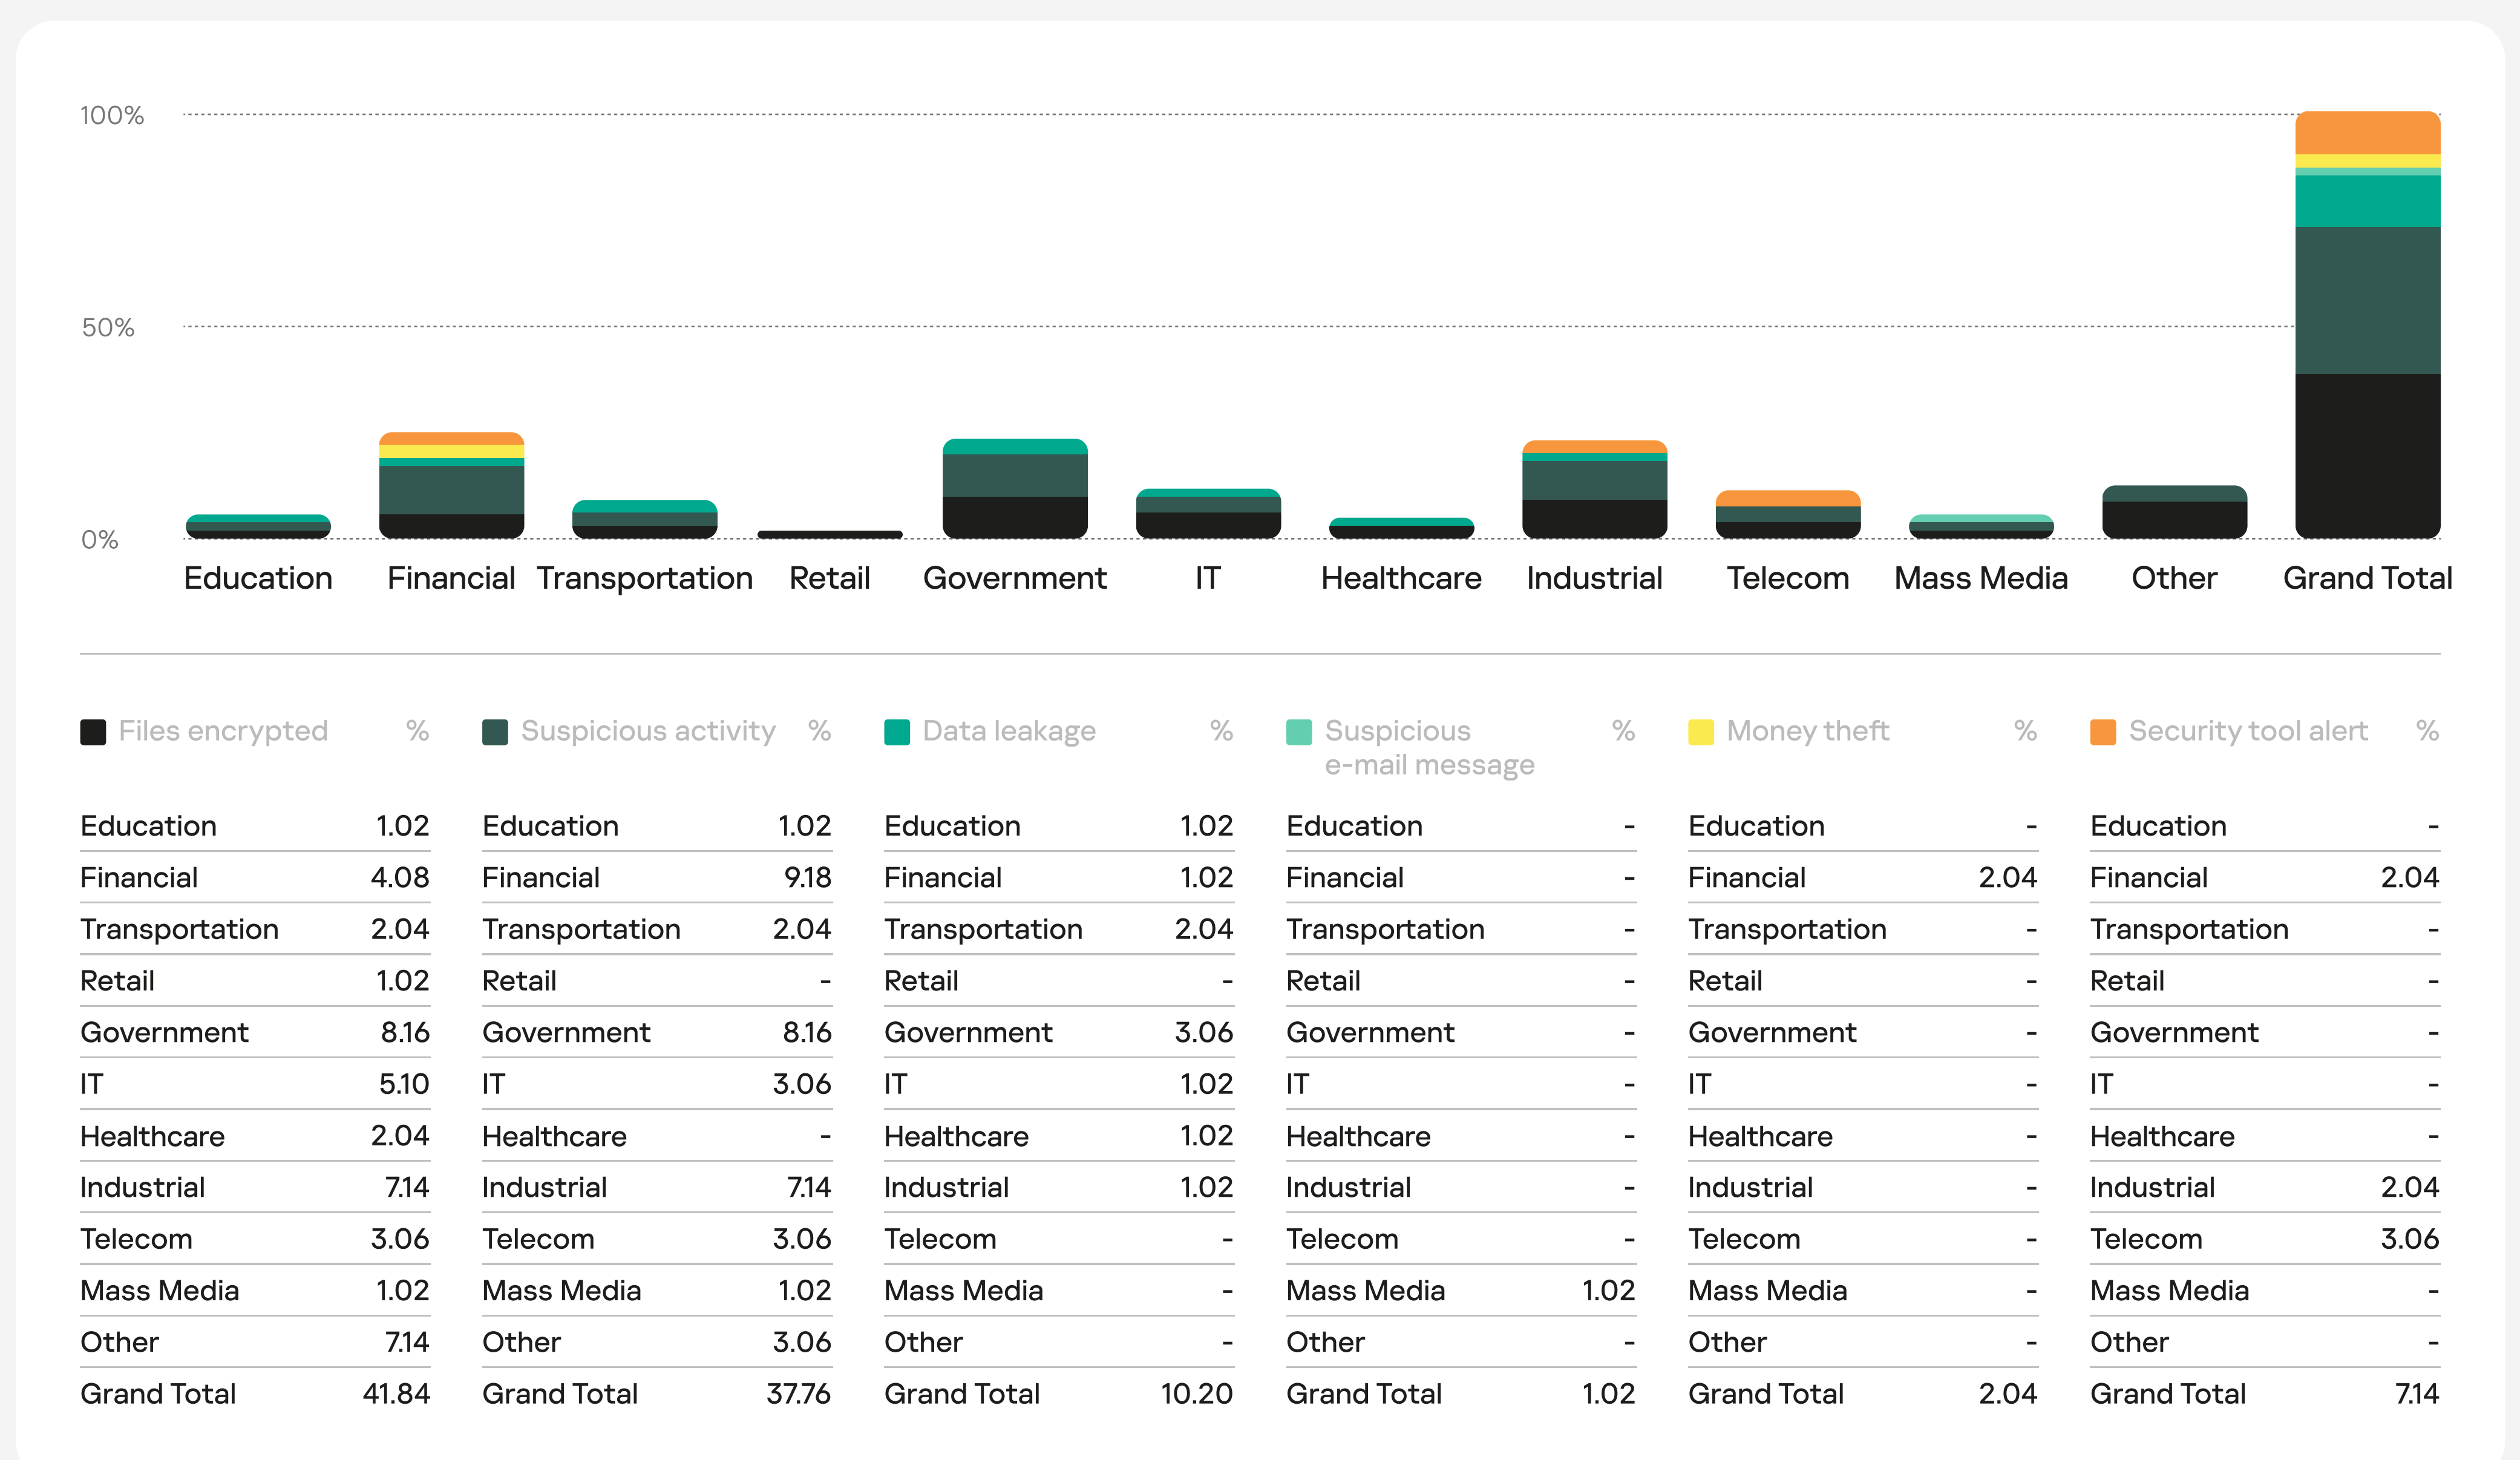 100%
50%
0%
Education Financial Transportation Retail Government IT Healthcare Industrial Telecom Mass Media Other Grand Total
Files encrypted %
Education 1.02
Financial 4.08
Transportation 2.04
Retail 1.02
Government 8.16
IT 5.10
Healthcare 2.04
Industrial 7.14
Telecom 3.06
Mass Media 1.02
Other 7.14
Grand Total 41.84
Suspicious activity %
Education 1.02
Financial 9.18
Transportation 2.04
Retail -
Government 8.16
IT 3.06
Healthcare -
Industrial 7.14
Telecom 3.06
Mass Media 1.02
Other 3.06
Grand Total 37.76
Data leakage %
Education 1.02
Financial 1.02
Transportation 2.04
Retail -
Government 3.06
IT 1.02
Healthcare 1.02
Industrial 1.02
Telecom -
Mass Media -
Other -
Grand Total 10.20
Suspicious %
e-mail message
Education -
Financial -
Transportation -
Retail -
Government -
IT -
Healthcare -
Industrial -
Telecom -
Mass Media 1.02
Other -
Grand Total 1.02
Money theft %
Education -
Financial 2.04
Transportation -
Retail -
Government -
IT -
Healthcare -
Industrial -
Telecom -
Mass Media -
Other -
Grand Total 2.04
Security tool alert %
Education -
Financial 2.04
Transportation -
Retail -
Government -
IT -
Healthcare -
Industrial 2.04
Telecom 3.06
Mass Media -
Other -
Grand Total 7.14